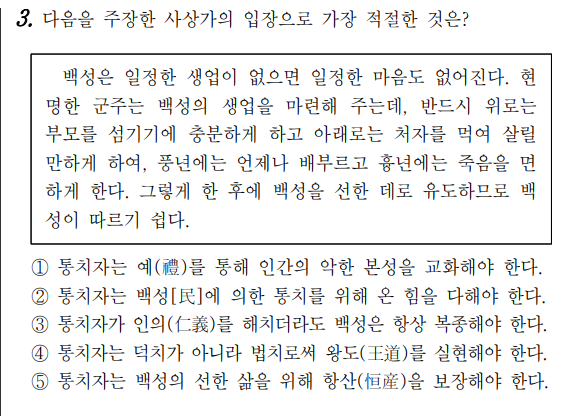 3. 다음을 주장한 사상가의 입장으로 가장 적절한 것은?
백성은 일정한 생업이 없으면 일정한 마음도 없어진다. 현
명한 군주는 백성의 생업을 마련해 주는데, 반드시 위로는
부모를 섬기기에 충분하게 하고 아래로는 처자를 먹여 살릴
만하게 하여, 풍년에는 언제나 배부르고 흉년에는 죽음을 면
하게 한다. 그렇게 한 후에 백성을 선한 데로 유도하므로 백
성이 따르기 쉽다.
① 통치자는 예(禮)를 통해 인간의 악한 본성을 교화해야 한다.
② 통치자는 백성[民]에 의한 통치를 위해 온 힘을 다해야 한다.
③ 통치자가 인의(仁義)를 해치더라도 백성은 항상 복종해야 한다.
④ 통치자는 덕치가 아니라 법치로써 왕도(王道)를 실현해야 한다.
⑤ 통치자는 백성의 선한 삶을 위해 항산(恒産)을 보장해야 한다.